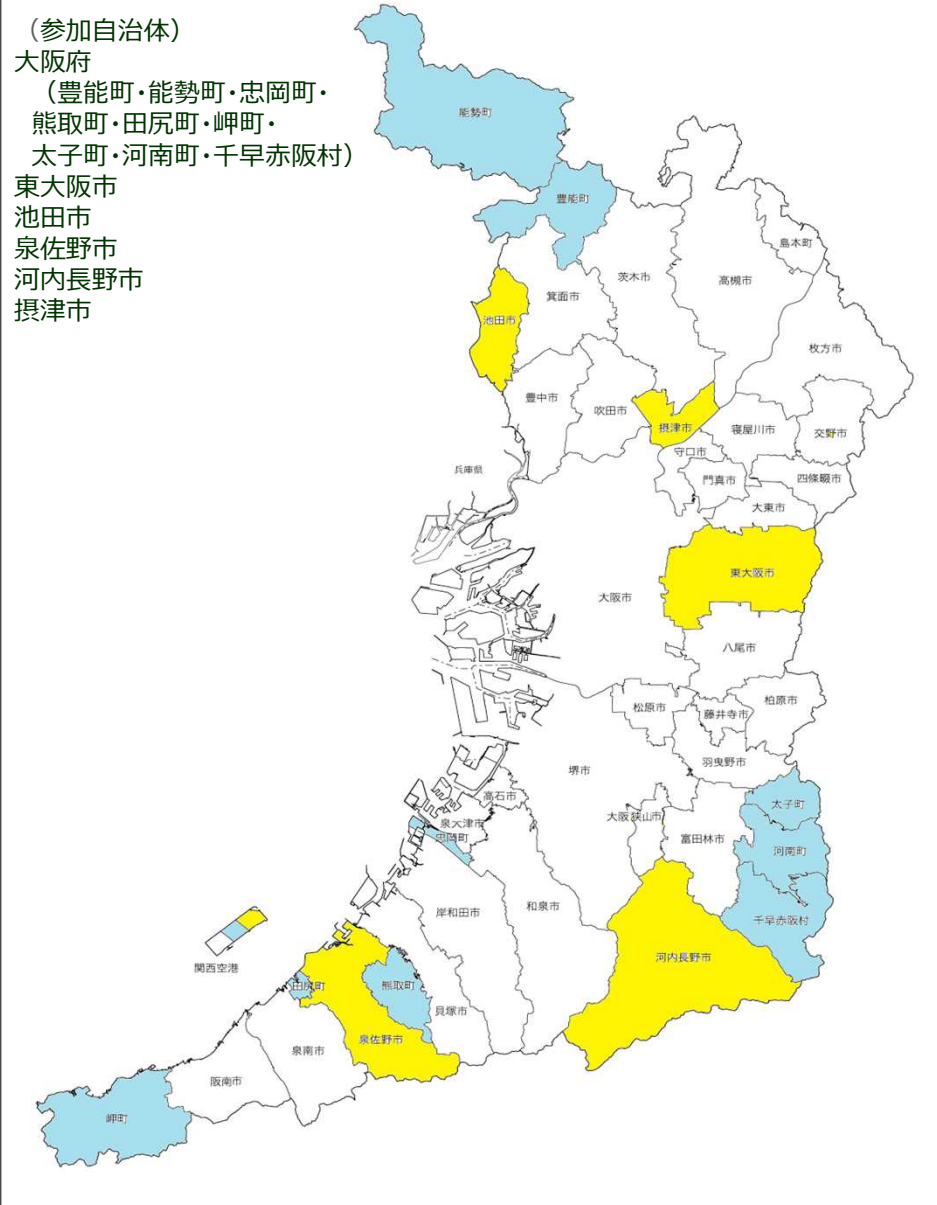 （参加自治体）
大阪府
（豊能町・能勢町・忠岡町・
熊取町・田尻町・岬町・
太子町・河南町・千早赤阪村）
東大阪市
池田市
泉佐野市
河内長野市
摂津市
能勢町
豊能町
島本町
茨木市
高槻市
箕面市
池田市
枚方市
豊中市
吹田市
摂津市
寝屋川市
交野市
守口市
兵庫県
門真市
四條畷市
大東市
東大阪市
大阪市
八尾市
柏原市
松原市
藤井寺市
羽曳野市
堺市
高石市
太子町
泉大津市
大阪狭山市
忠岡町
富田林市
河南町
和泉市
岸和田市
千早赤阪村
河内長野市
関西空港
田尻町
熊取町
貝塚市
泉佐野市
泉南市
阪南市
岬町